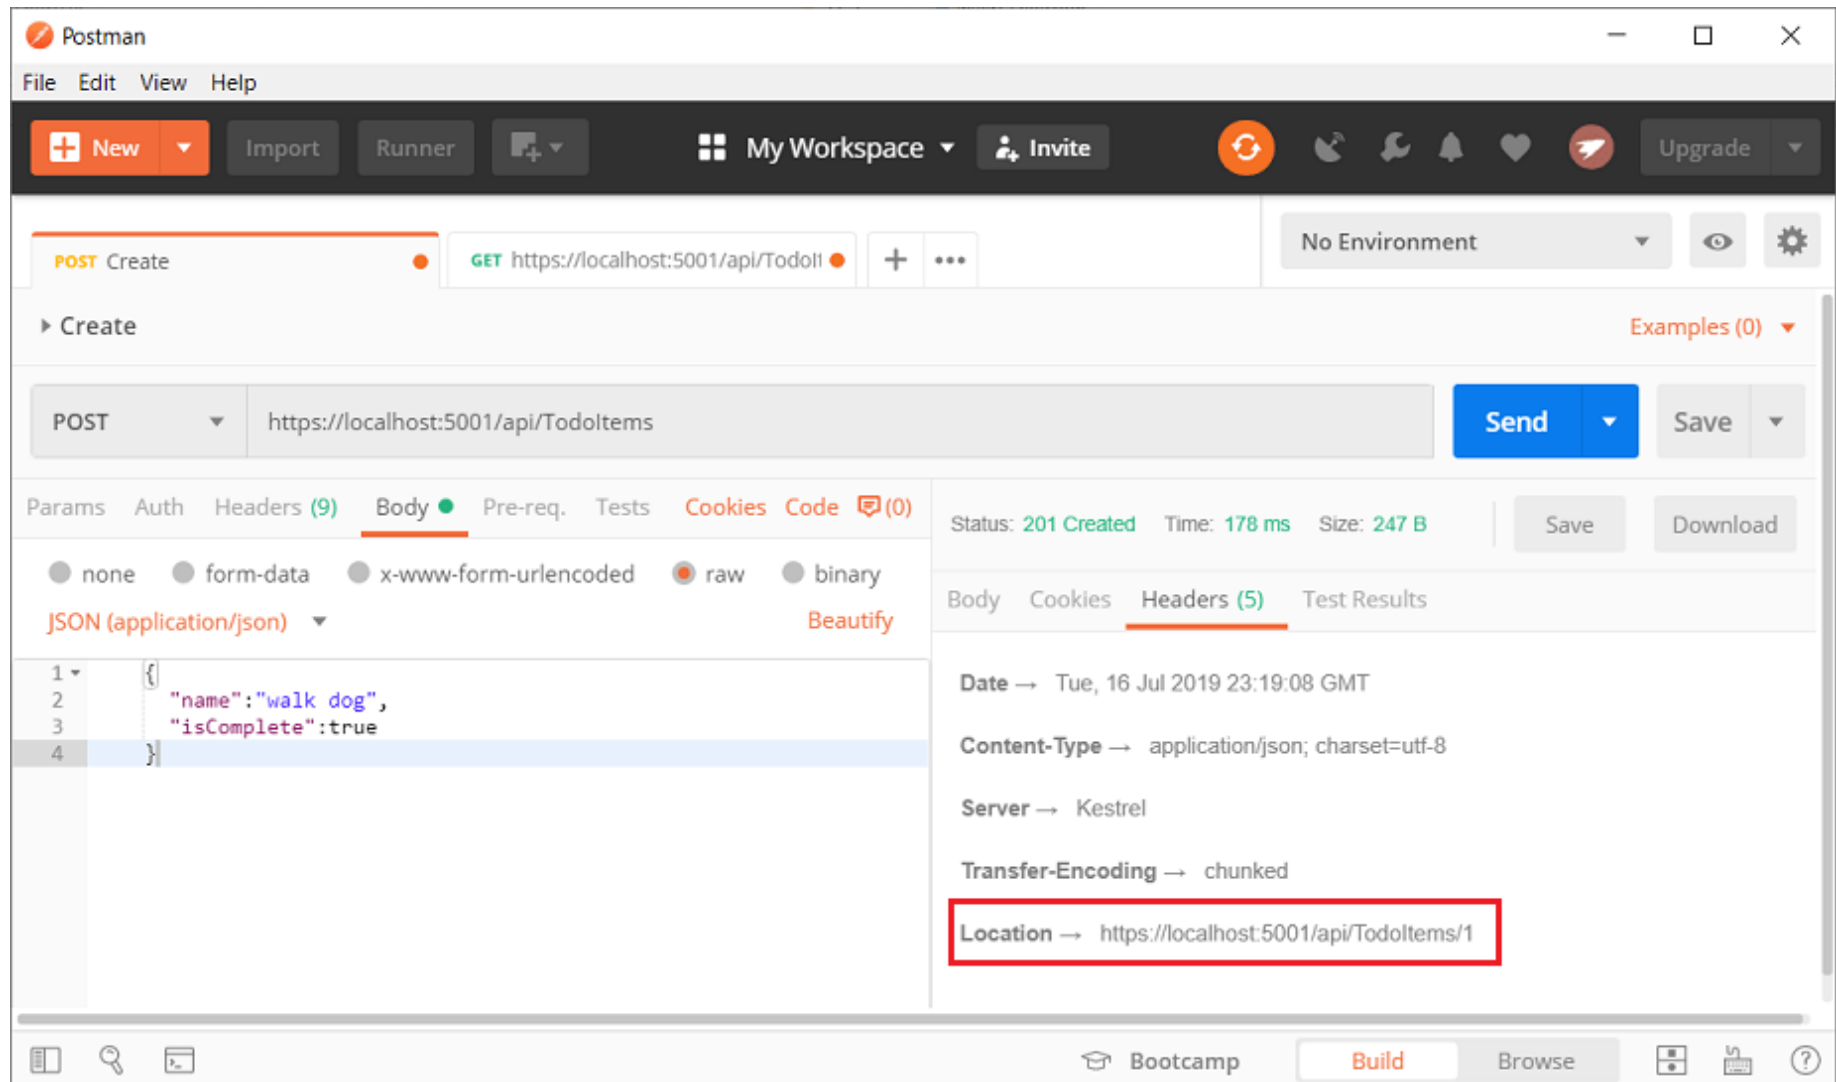 Postman
File Edit View Help
New Import Runner My Workspace Invite Upgrade
POST Create GET https://localhost:5001/api/TodoIt No Environment
Create Examples (0)
POST https://localhost:5001/api/TodoItems Send Save
Params Auth Headers (9) Body Pre-req. Tests Cookies Code (0)
Status: 201 Created Time: 178 ms Size: 247 B Save Download
none form-data x-www-form-urlencoded raw binary
Body Cookies Headers (5) Test Results
JSON (application/json) Beautify
1 {
2 "name":"walk dog",
3 "isComplete":true
4 }
Date → Tue, 16 Jul 2019 23:19:08 GMT
Content-Type → application/json; charset=utf-8
Server → Kestrel
Transfer-Encoding → chunked
Location → https://localhost:5001/api/TodoItems/1
Bootcamp Build Browse